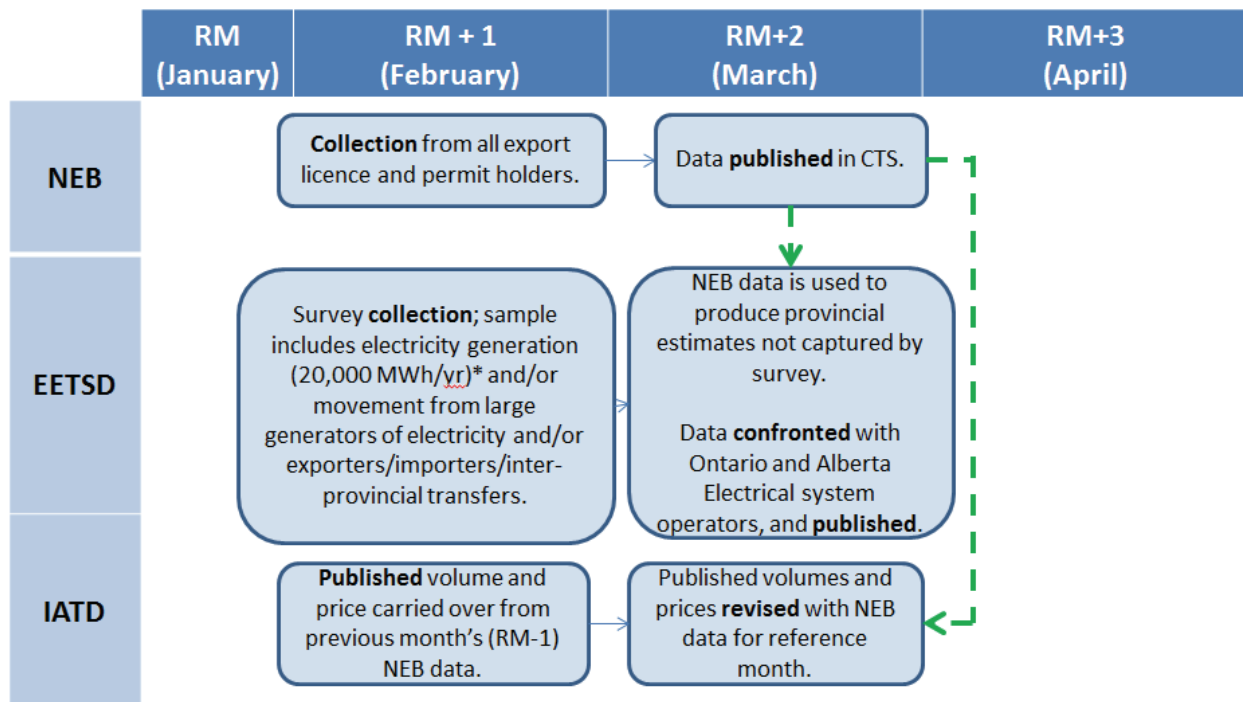 RM
(January)
RM + 1
(February)
RM+2
(March)
RM+3
(April)
NEB
Collection from all export
licence and permit holders.
Data published in CTS.
EETSD
Survey collection; sample
includes electricity generation
(20,000 MWh/yr)* and/or
movement from large
generators of electricity and/or
exporters/importers/inter-
provincial transfers.
NEB data is used to
produce provincial
estimates not captured by
survey.
Data confronted with
Ontario and Alberta
Electrical system
operators, and published.
IATD
Published volume and
price carried over from
previous month's (RM-1)
NEB data.
Published volumes and
prices revised with NEB
data for reference
month.